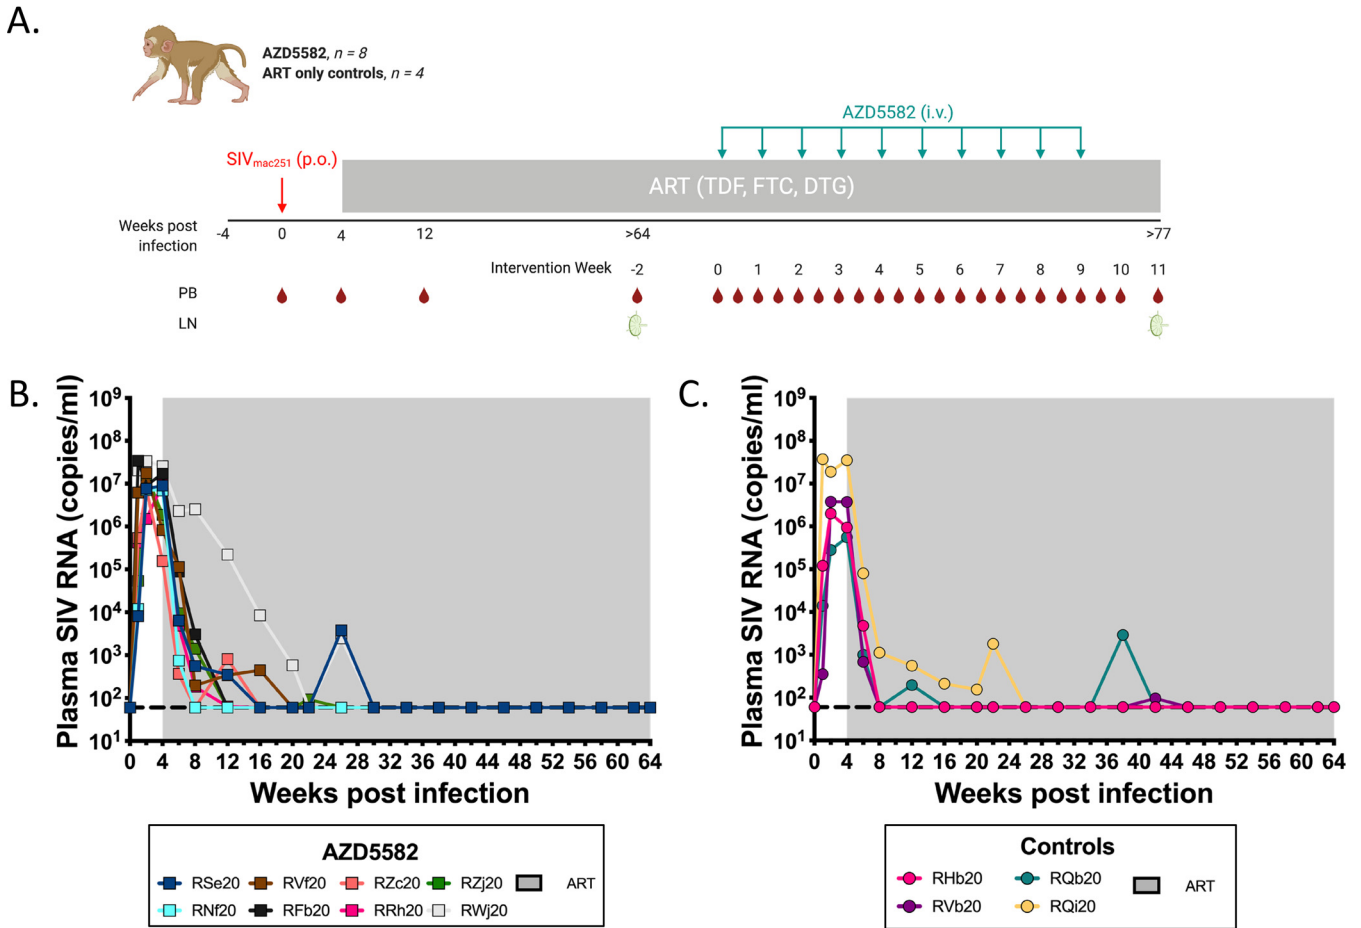 A.
AZD5582, n = 8
ART only controls, n = 4
AZD5582 (i.v.)
SIVmac251 (p.o.)
ART (TDF, FTC, DTG)
Weeks post infection -4 0 4 12 >64 >77
Intervention Week -2 0 1 2 3 4 5 6 7 8 9 10 11
PB
LN
B.
Plasma SIV RNA (copies/ml)
10⁹
10⁸
10⁷
10⁶
10⁵
10⁴
10³
10²
10¹
0 4 8 12 16 20 24 28 32 36 40 44 48 52 56 60 64
Weeks post infection
AZD5582
RSe20 RVf20 RZc20 RZj20 ART
RNf20 RFb20 RRh20 RWj20
C.
Plasma SIV RNA (copies/ml)
10⁹
10⁸
10⁷
10⁶
10⁵
10⁴
10³
10²
10¹
0 4 8 12 16 20 24 28 32 36 40 44 48 52 56 60 64
Weeks post infection
Controls
RHb20 RQb20 ART
RVb20 RQi20